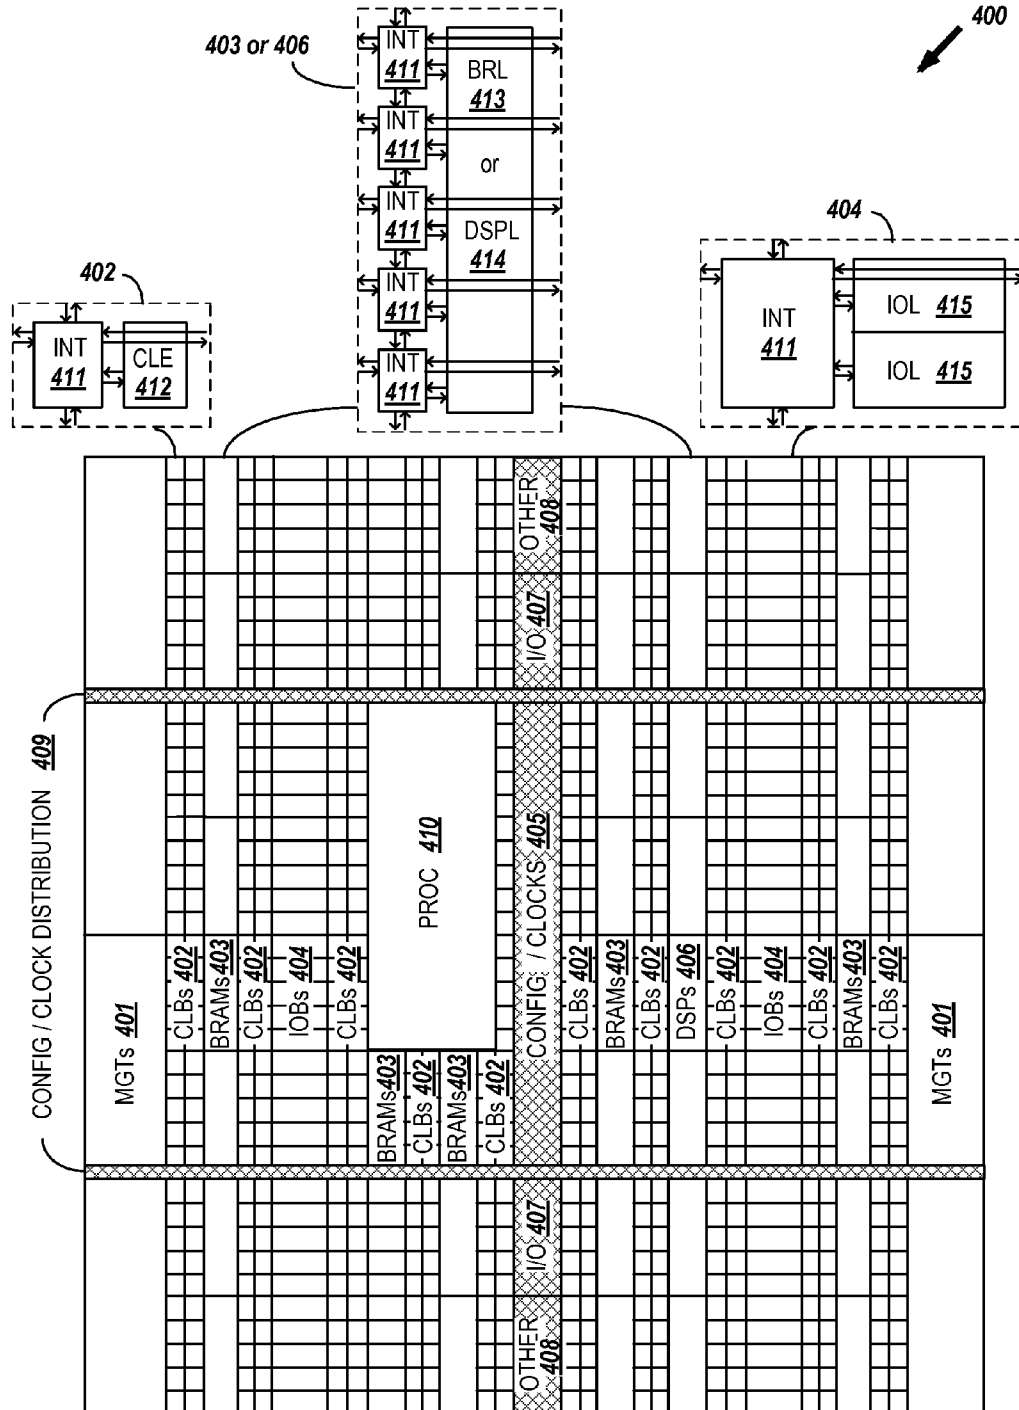 400
403 or 406
INT
411
INT
411
INT
411
INT
411
INT
411
BRL
413
or
DSPL
414
404
INT
411
IOL 415
IOL 415
402
INT
411
CLE
412
OTHER 408
I/O 407
CONFIG / CLOCK DISTRIBUTION 409
PROC 410
CONFIG / CLOCKS 405
MGTs 401
CLBs 402
BRAMs 403
CLBs 402
IOBs 404
CLBs 402
BRAMs 403
CLBs 402
BRAMs 403
CLBs 402
CLBs 402
BRAMs 403
CLBs 402
DSPs 406
CLBs 402
IOBs 404
CLBs 402
BRAMs 403
CLBs 402
MGTs 401
I/O 407
OTHER 408